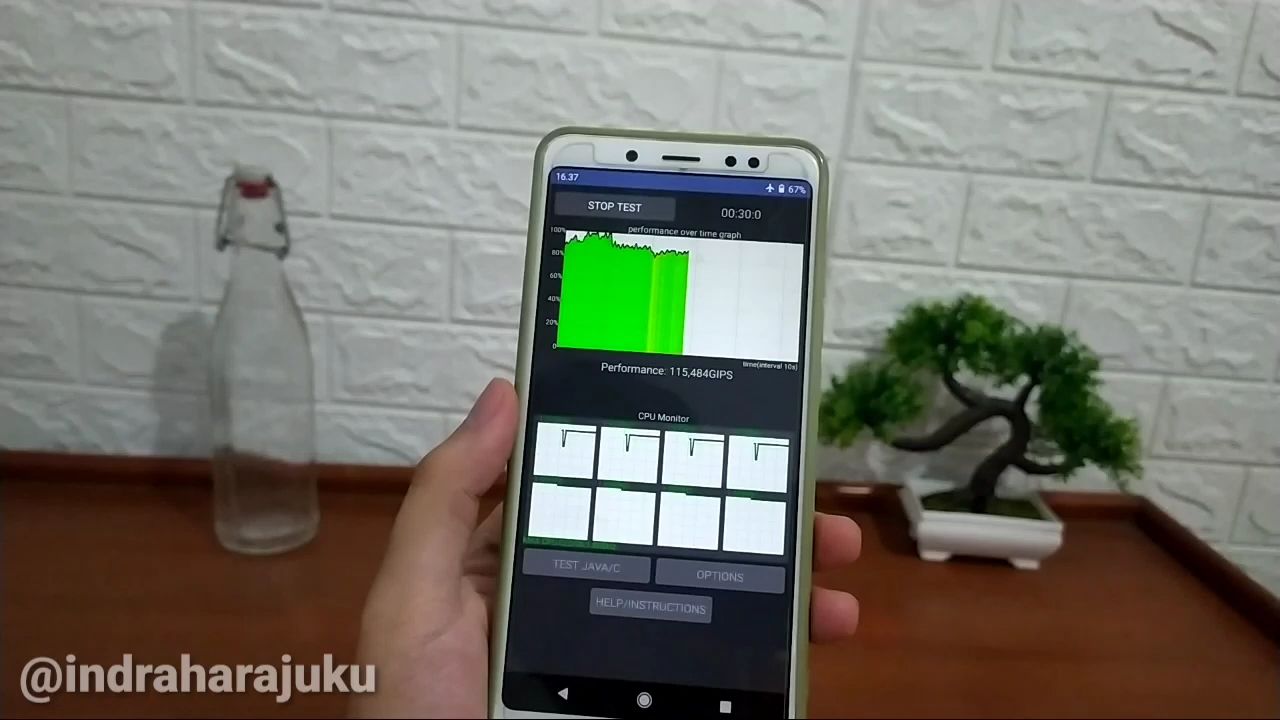 16.37 67%
STOP TEST 00:30:0
performance over time graph
100%
80%
60%
40%
20%
0
time(interval 10s)
Performance: 115,484GIPS
CPU Monitor
TEST JAVA/C OPTIONS
HELP/INSTRUCTIONS
@indraharajuku